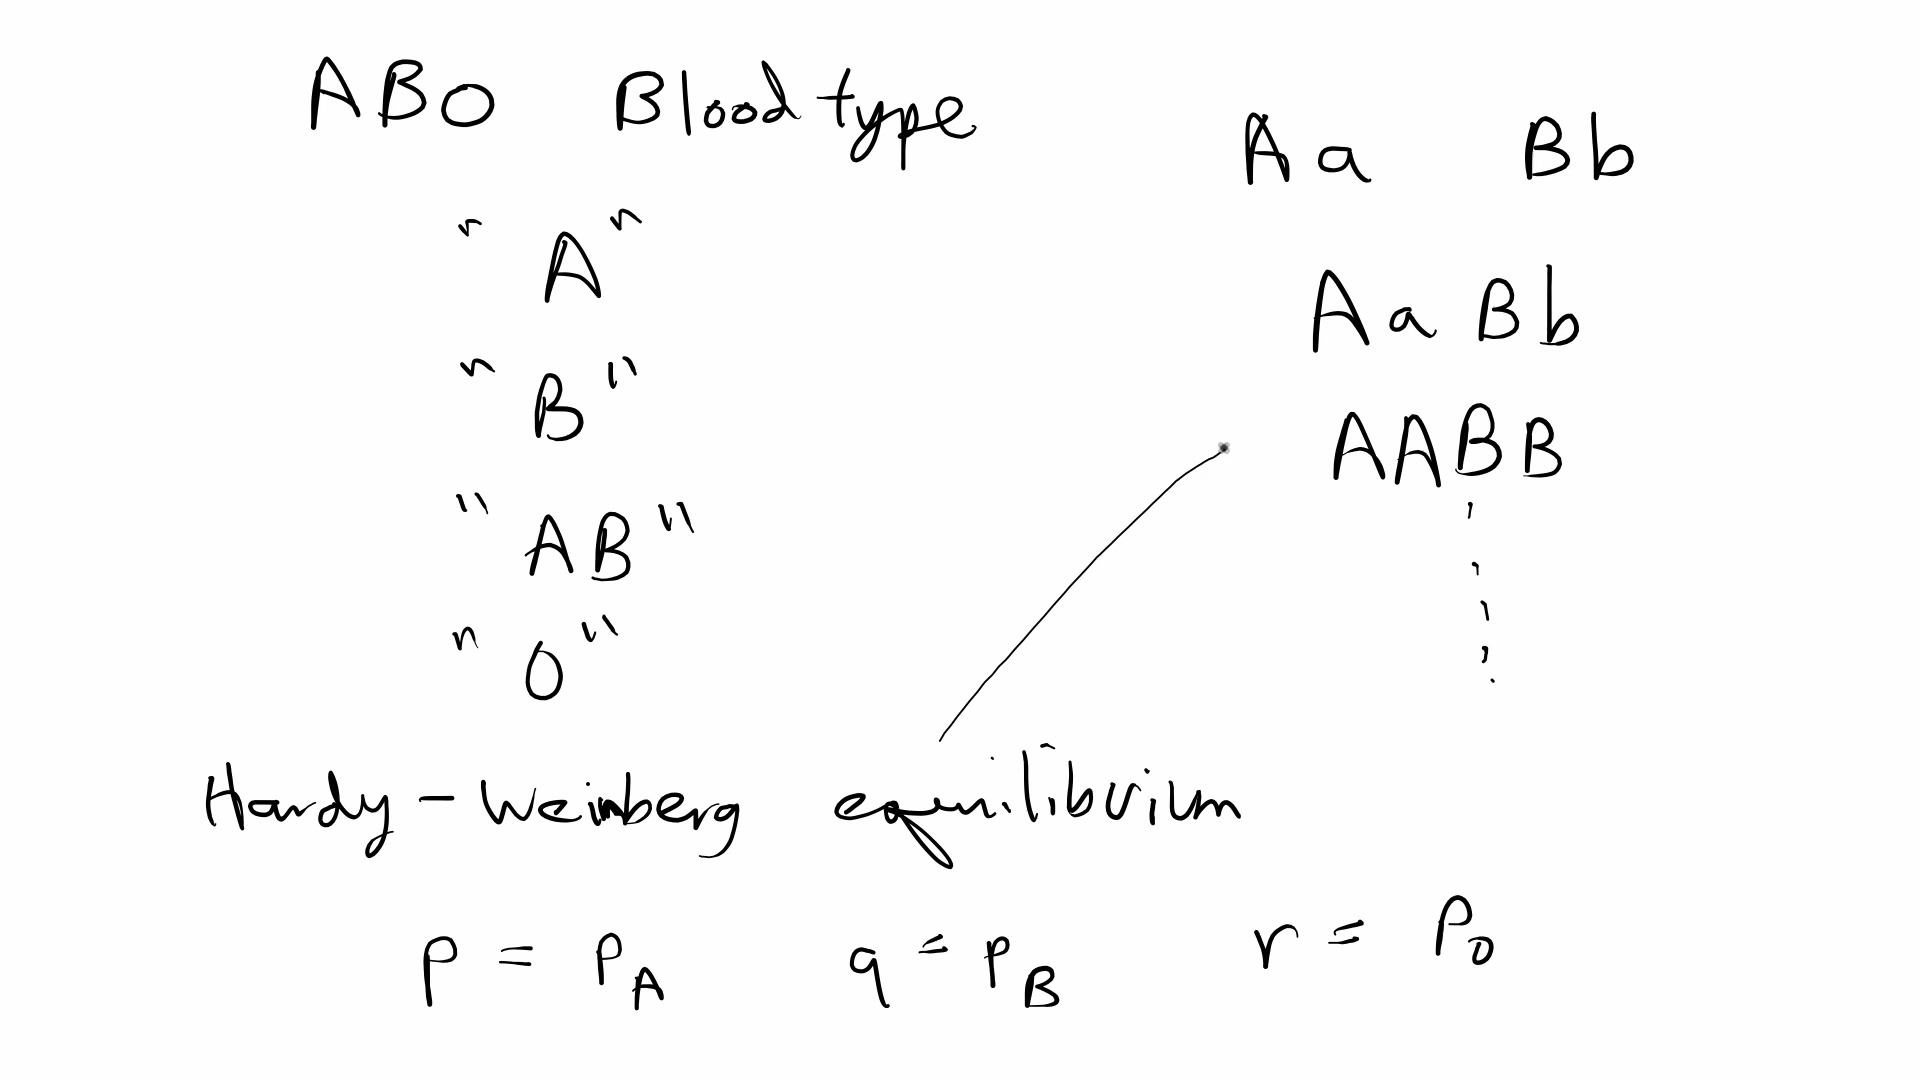 ABO Blood type
"A"
"B"
"AB"
"O"
Aa Bb
AaBb
AABB
Hardy-Weinberg equilibrium
p = PA q = PB r = PO